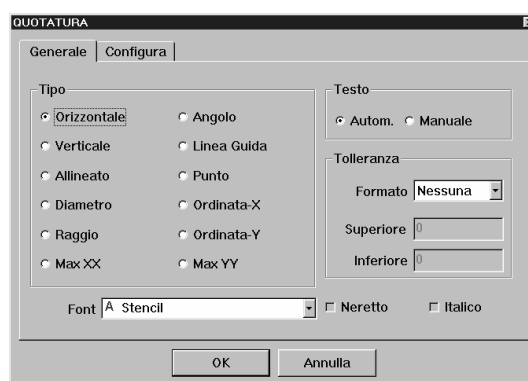 QUOTATURA
Generale Configura
Tipo
Orizzontale Angolo
Verticale Linea Guida
Allineato Punto
Diametro Ordinata-X
Raggio Ordinata-Y
Max XX Max YY
Testo
Autom. Manuale
Tolleranza
Formato Nessuna
Superiore 0
Inferiore 0
Font A Stencil Neretto Italico
OK Annulla